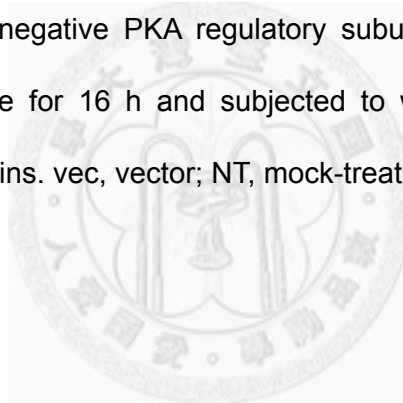 negative PKA regulatory subu
e for 16 h and subjected to w
ins. vec, vector; NT, mock-treat